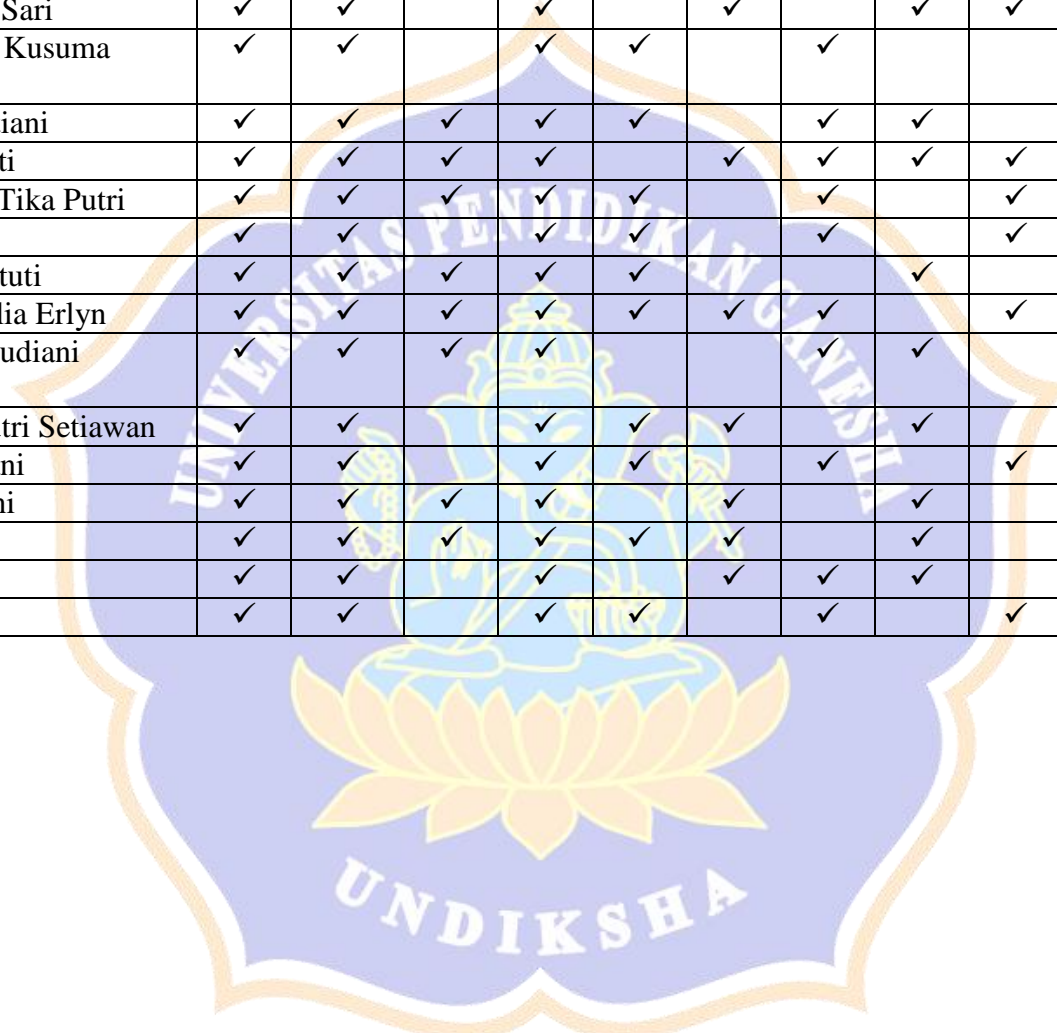 Sari ✓ ✓ ✓ ✓ ✓ ✓
Kusuma ✓ ✓ ✓ ✓ ✓
iani ✓ ✓ ✓ ✓ ✓ ✓ ✓
ti ✓ ✓ ✓ ✓ ✓ ✓ ✓ ✓
Tika Putri ✓ ✓ ✓ ✓ ✓ ✓ ✓
✓ ✓ ✓ ✓ ✓ ✓
tuti ✓ ✓ ✓ ✓ ✓ ✓
lia Erlyn ✓ ✓ ✓ ✓ ✓ ✓ ✓ ✓
udiani ✓ ✓ ✓ ✓ ✓ ✓
tri Setiawan ✓ ✓ ✓ ✓ ✓ ✓
ni ✓ ✓ ✓ ✓ ✓ ✓
ni ✓ ✓ ✓ ✓ ✓ ✓
✓ ✓ ✓ ✓ ✓ ✓ ✓
✓ ✓ ✓ ✓ ✓ ✓
✓ ✓ ✓ ✓ ✓ ✓
UNIVERSITAS PENDIDIKAN GANESHA
UNDIKSHA